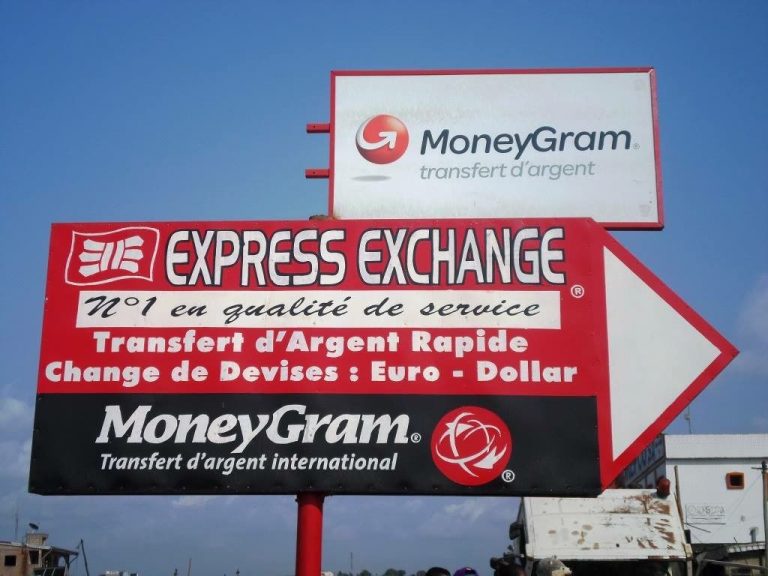 MoneyGram®
transfert d'argent
EXPRESS EXCHANGE ®
N°1 en qualité de service
Transfert d'Argent Rapide
Change de Devises : Euro - Dollar
MoneyGram® ®
Transfert d'argent international